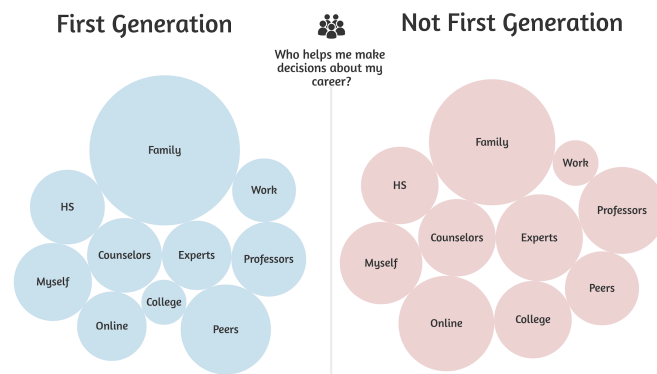 First Generation
Not First Generation
Who helps me make
decisions about my
career?
Family
HS
Work
Counselors
Experts
Professors
Myself
College
Online
Peers
Family
Work
HS
Professors
Counselors
Experts
Myself
Peers
Online
College